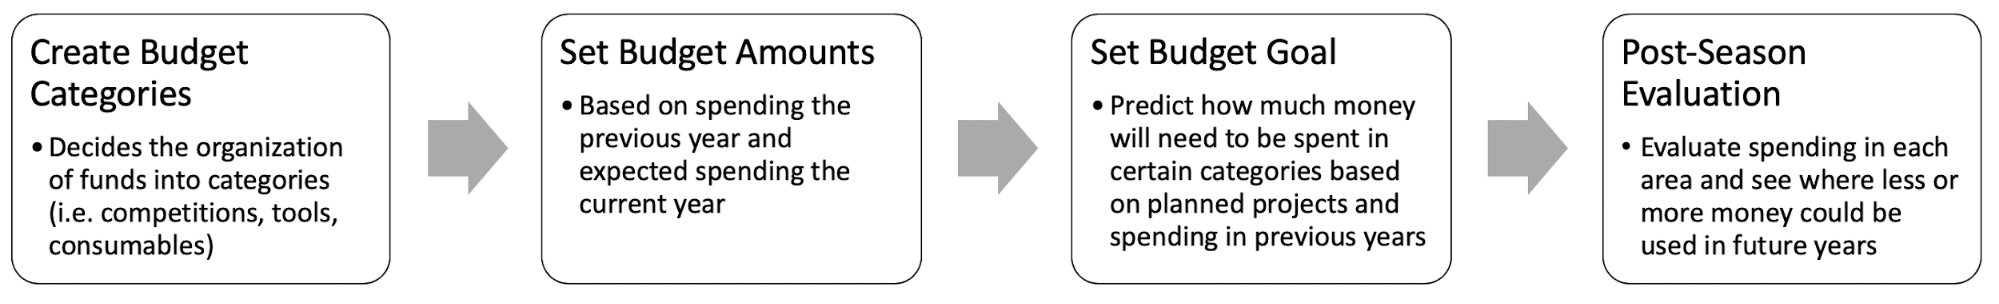 Create Budget
Categories
• Decides the organization
of funds into categories
(i.e. competitions, tools,
consumables)
Set Budget Amounts
• Based on spending the
previous year and
expected spending the
current year
Set Budget Goal
• Predict how much money
will need to be spent in
certain categories based
on planned projects and
spending in previous years
Post-Season
Evaluation
• Evaluate spending in each
area and see where less or
more money could be
used in future years